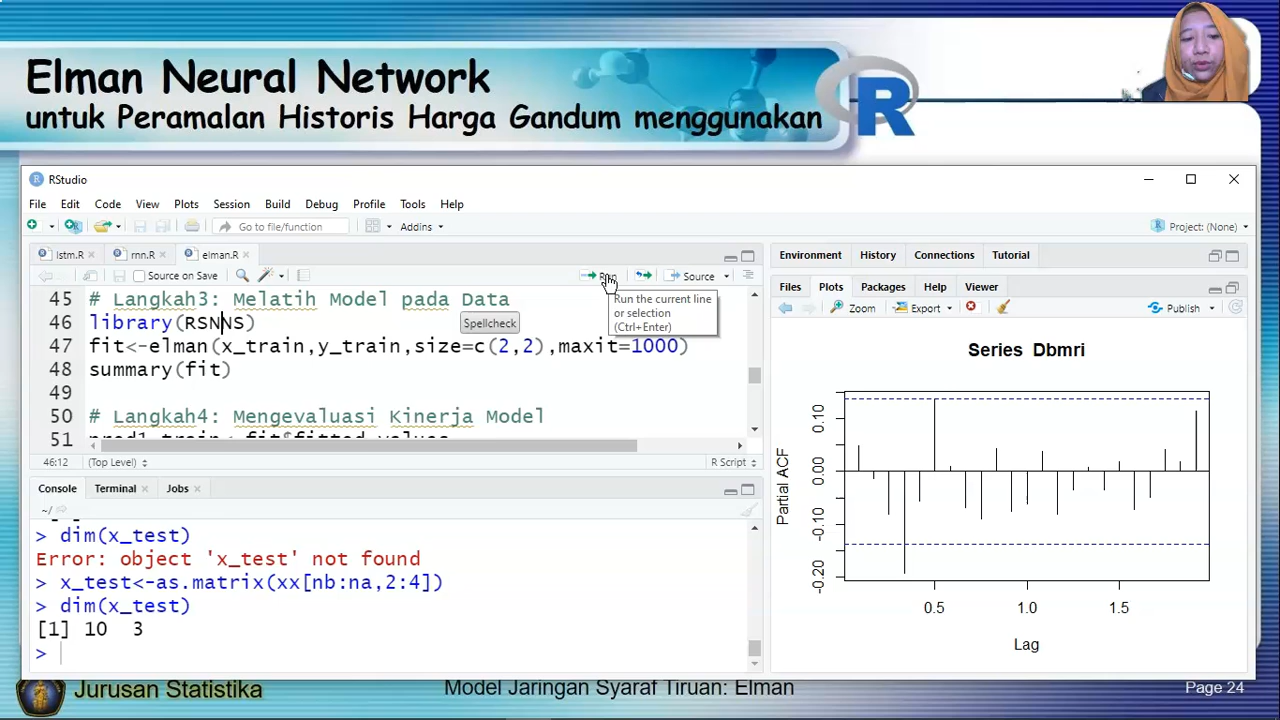 Elman Neural Network
untuk Peramalan Historis Harga Gandum menggunakan
R
RStudio
File Edit Code View Plots Session Build Debug Profile Tools Help
Go to file/function
Addins
Project: (None)
lstm.R
rnn.R
elman.R
Source on Save
Run
Source
45 # Langkah3: Melatih Model pada Data
46 library(RSNNS)
47 fit<-elman(x_train,y_train,size=c(2,2),maxit=1000)
48 summary(fit)
49
50 # Langkah4: Mengevaluasi Kinerja Model
51
Spellcheck
Run the current line
or selection
(Ctrl+Enter)
46:12
(Top Level)
R Script
Console
Terminal
Jobs
~/
> dim(x_test)
Error: object 'x_test' not found
> x_test<-as.matrix(xx[nb:na,2:4])
> dim(x_test)
[1] 10 3
>
Environment History Connections Tutorial
Files Plots Packages Help Viewer
Zoom
Export
Publish
Series Dbmri
Partial ACF
0.10
0.00
-0.10
-0.20
0.5 1.0 1.5
Lag
Jurusan Statistika
Model Jaringan Syaraf Tiruan: Elman
Page 24